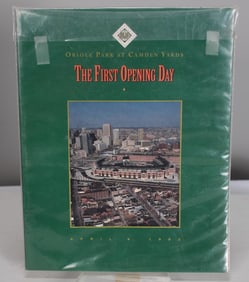 Oriole Park at Camden Yards
The First Opening Day
April 6 1992